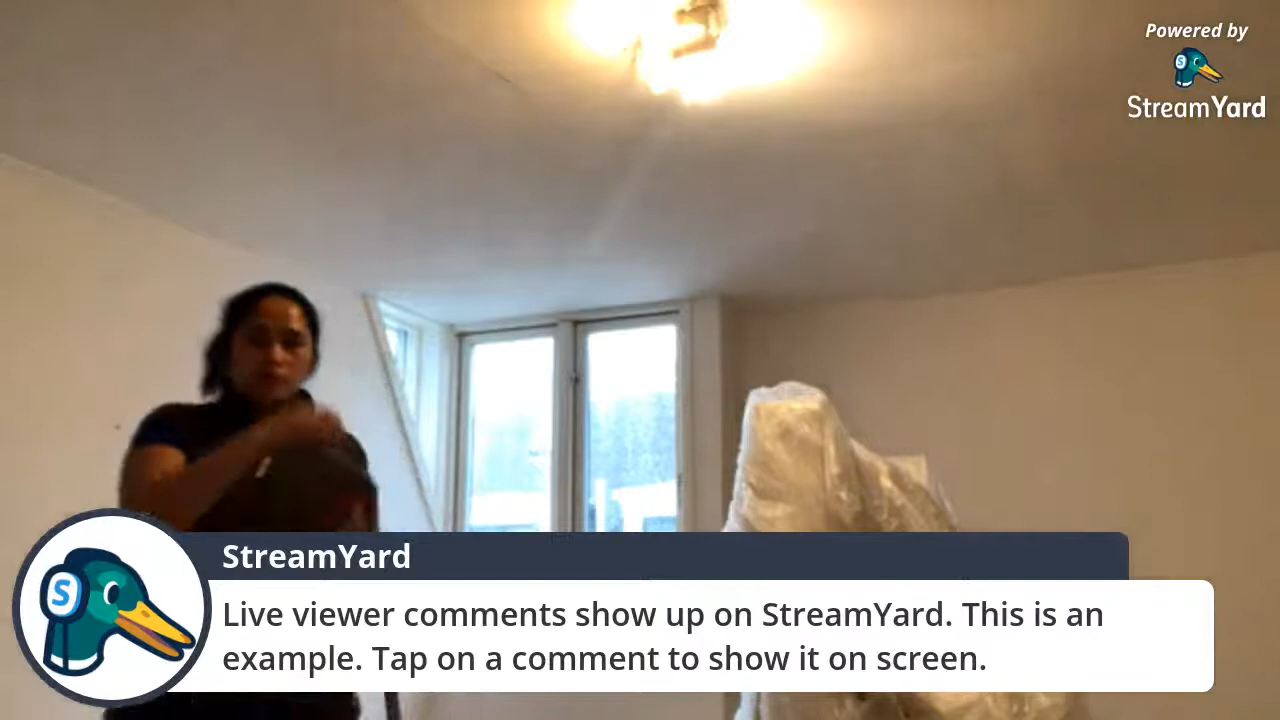 Powered by
S
StreamYard
StreamYard
S
Live viewer comments show up on StreamYard. This is an
example. Tap on a comment to show it on screen.